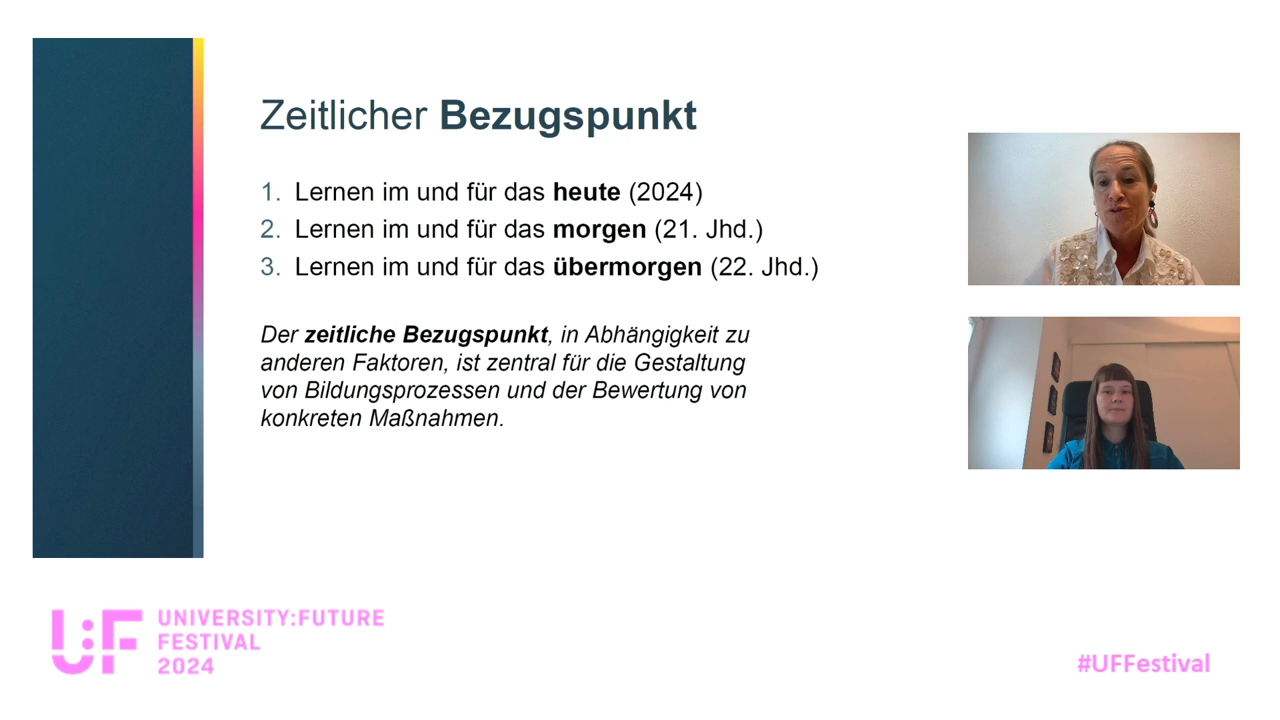 Zeitlicher Bezugspunkt
1. Lernen im und für das heute (2024)
2. Lernen im und für das morgen (21. Jhd.)
3. Lernen im und für das übermorgen (22. Jhd.)
Der zeitliche Bezugspunkt, in Abhängigkeit zu
anderen Faktoren, ist zentral für die Gestaltung
von Bildungsprozessen und der Bewertung von
konkreten Maßnahmen.
U:F
UNIVERSITY:FUTURE
FESTIVAL
2024
#UFFestival